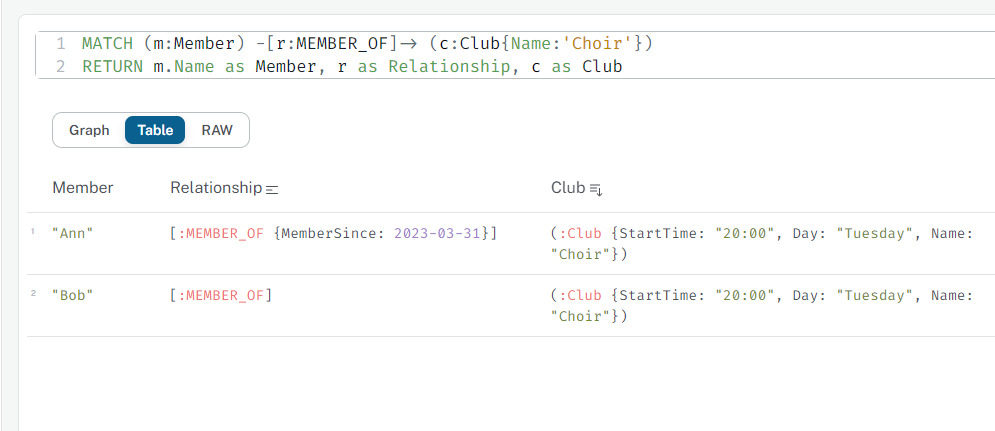 1 MATCH (m:Member) -[r:MEMBER_OF]-> (c:Club{Name:'Choir'})
2 RETURN m.Name as Member, r as Relationship, c as Club
Graph Table RAW
Member Relationship Club
1 "Ann" [:MEMBER_OF {MemberSince: 2023-03-31}] (:Club {StartTime: "20:00", Day: "Tuesday", Name:
"Choir"})
2 "Bob" [:MEMBER_OF] (:Club {StartTime: "20:00", Day: "Tuesday", Name:
"Choir"})